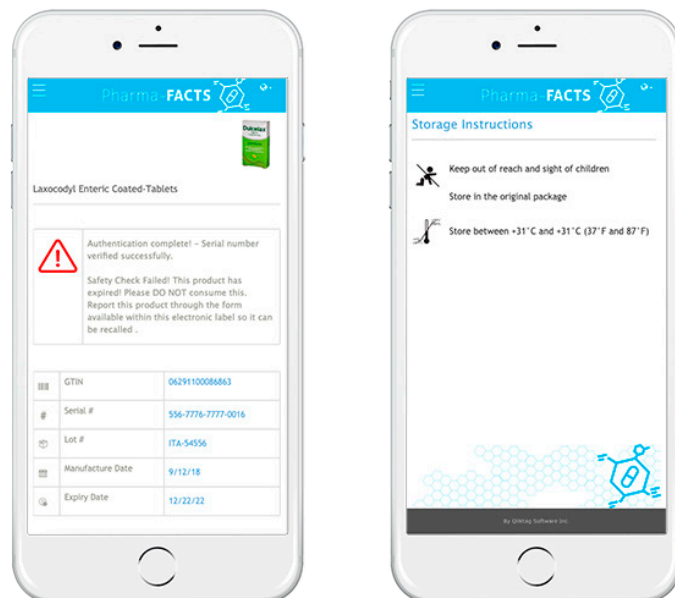 Pharma-FACTS
Dulcolax
Laxocodyl Enteric Coated-Tablets
Authentication complete! - Serial number
verified successfully.
Safety Check Failed! This product has
expired! Please DO NOT consume this.
Report this product through the form
available within this electronic label so it can
be recalled .
GTIN 06291100086863
Serial # 556-7776-7777-0016
Lot # ITA-54556
Manufacture Date 9/12/18
Expiry Date 12/22/22
Pharma-FACTS
Storage Instructions
Keep out of reach and sight of children
Store in the original package
Store between +31°C and +31°C (37°F and 87°F)
By Qliktag Software Inc.